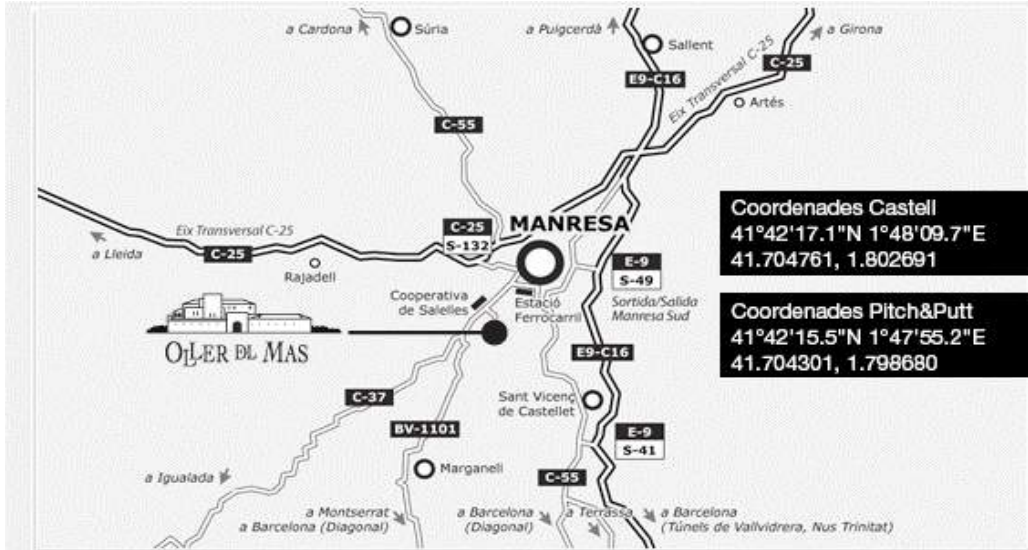 a Cardona
Súria
a Puigcerdà
Sallent
a Girona
C-25
E9-C16
Eix Transversal C-25
Artés
C-55
MANRESA
C-25
S-132
Eix Transversal C-25
a Lleida
C-25
Rajadell
E-9
S-49
Sortida/Salida
Manresa Sud
Cooperativa
de Salelles
Estació
Ferrocarril
OLLER DEL MAS
E9-C16
C-37
Sant Vicenç
de Castellet
BV-1101
E-9
S-41
Marganell
C-55
a Igualada
a Montserrat
a Barcelona (Diagonal)
a Barcelona
(Diagonal)
a Terrassa
a Barcelona
(Túnels de Vallvidrera, Nus Trinitat)
Coordenades Castell
41°42'17.1"N 1°48'09.7"E
41.704761, 1.802691
Coordenades Pitch&Putt
41°42'15.5"N 1°47'55.2"E
41.704301, 1.798680